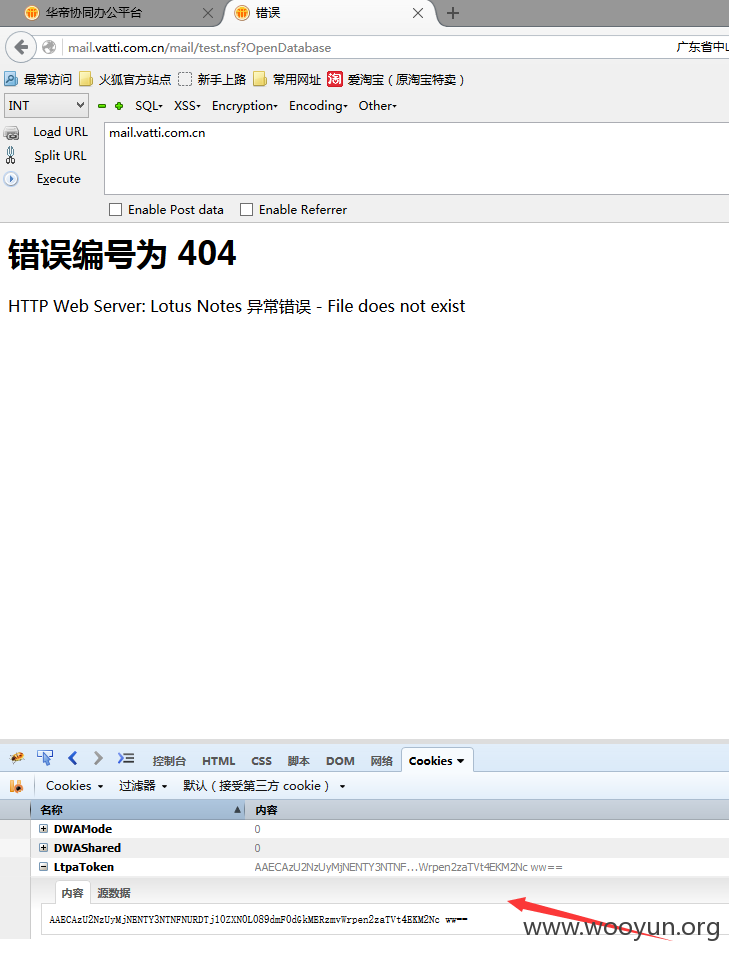 华帝协同办公平台
错误
mail.vatti.com.cn/mail/test.nsf?OpenDatabase
广东省中山
最常访问 火狐官方站点 新手上路 常用网址 爱淘宝（原淘宝特卖）
INT SQL- XSS- Encryption- Encoding- Other-
Load URL mail.vatti.com.cn
Split URL
Execute
Enable Post data Enable Referrer
错误编号为 404
HTTP Web Server: Lotus Notes 异常错误 - File does not exist
控制台 HTML CSS 脚本 DOM 网络 Cookies
Cookies 过滤器 默认（接受第三方 cookie）
名称 内容
DWAMode 0
DWAShared 0
LtpaToken AAECAzU2NzUyMjNENTY3NTNF...Wrpen2zaTVt4EKM2Nc ww==
内容 源数据
www.wooyun.org